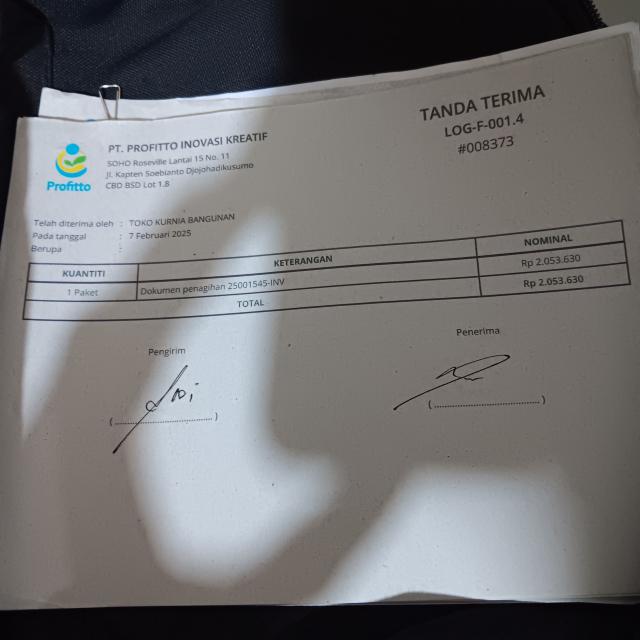 PT. PROFITTO INOVASI KREATIF
SOHO Roseville Lantai 15 No. 11
Jl. Kapten Soebianto Djojohadikusumo
CBD BSD Lot 1.8
Profitto
TANDA TERIMA
LOG-F-001.4
#008373
Telah diterima oleh : TOKO KURNIA BANGUNAN
Pada tanggal : 7 Februari 2025
Berupa :
KUANTITI KETERANGAN NOMINAL
1 Paket Dokumen penagihan 25001545-INV Rp 2.053.630
TOTAL Rp 2.053.630
Pengirim Penerima
(..............................) (..............................)